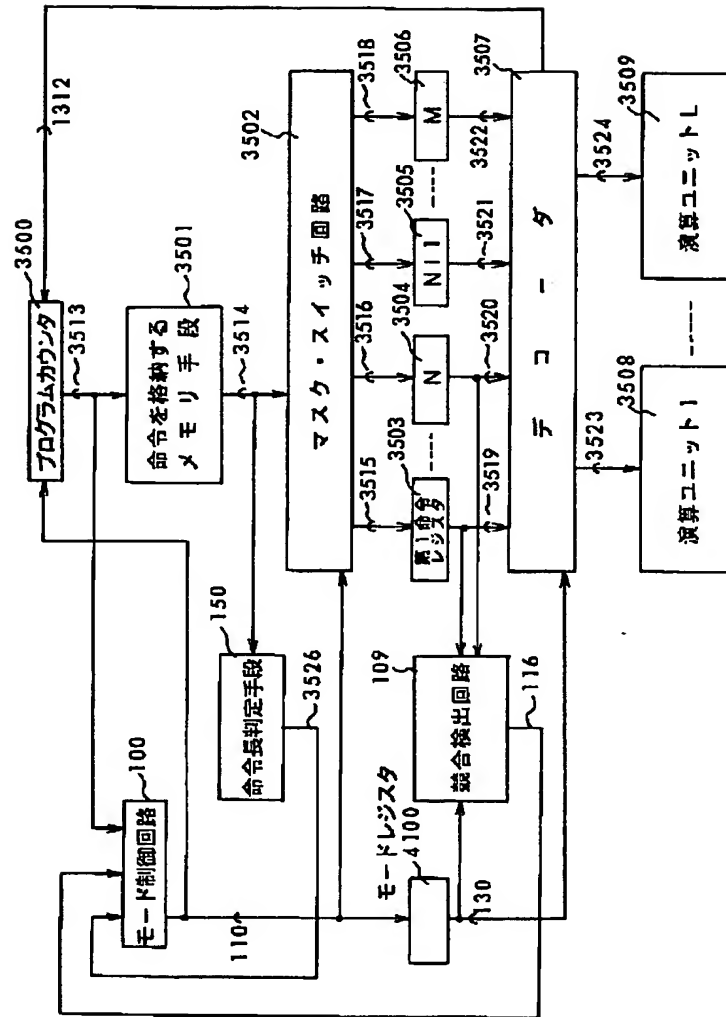 1312
3500
プログラムカウンタ
3513
3501
命令を格納する
メモリ手段
3514
100
モード制御回路
150
命令長判定手段
3526
110
3502
マスク・スイッチ回路
3515
3516
3517
3518
3503
第1命令
レジスタ
3504
N
3505
N+1
3506
M
モードレジスタ
4100
130
109
競合検出回路
116
3519
3520
3521
3522
3507
デコーダ
3523
3524
3508
演算ユニット1
3509
演算ユニットL